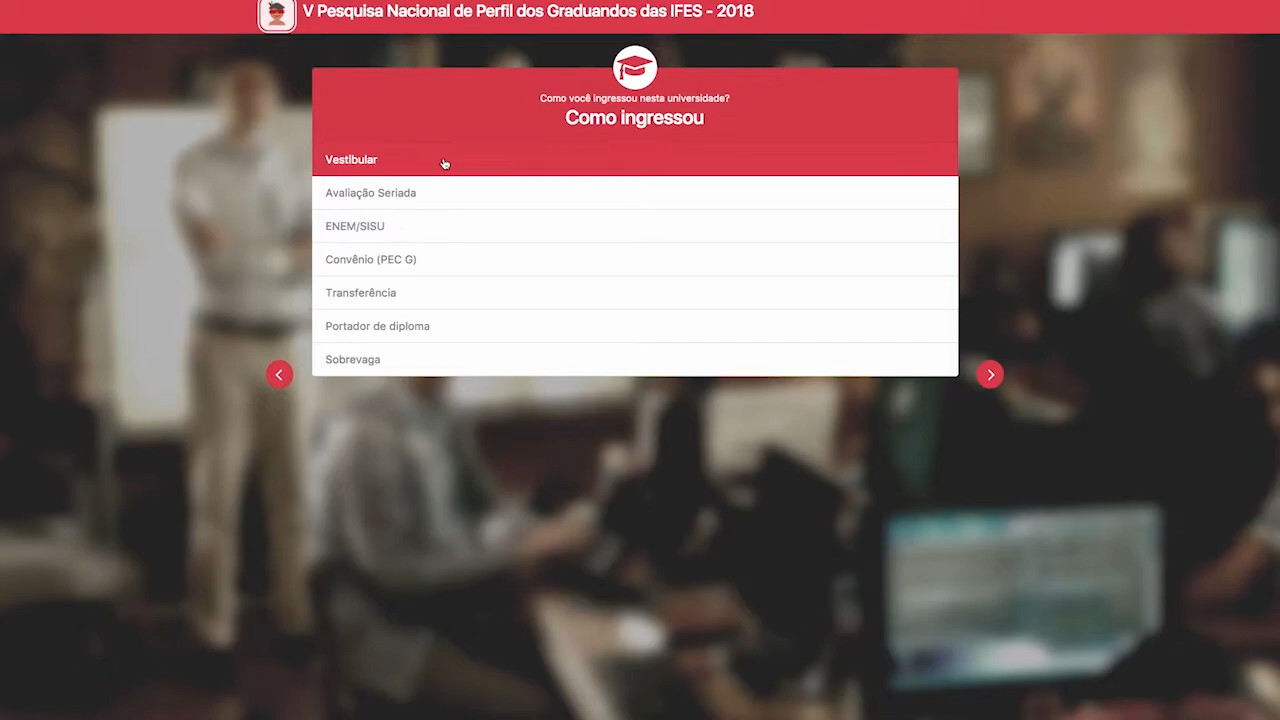 V Pesquisa Nacional de Perfil dos Graduandos das IFES - 2018
Como você ingressou nesta universidade?
Como ingressou
Vestibular
Avaliação Seriada
ENEM/SISU
Convênio (PEC G)
Transferência
Portador de diploma
Sobrevaga